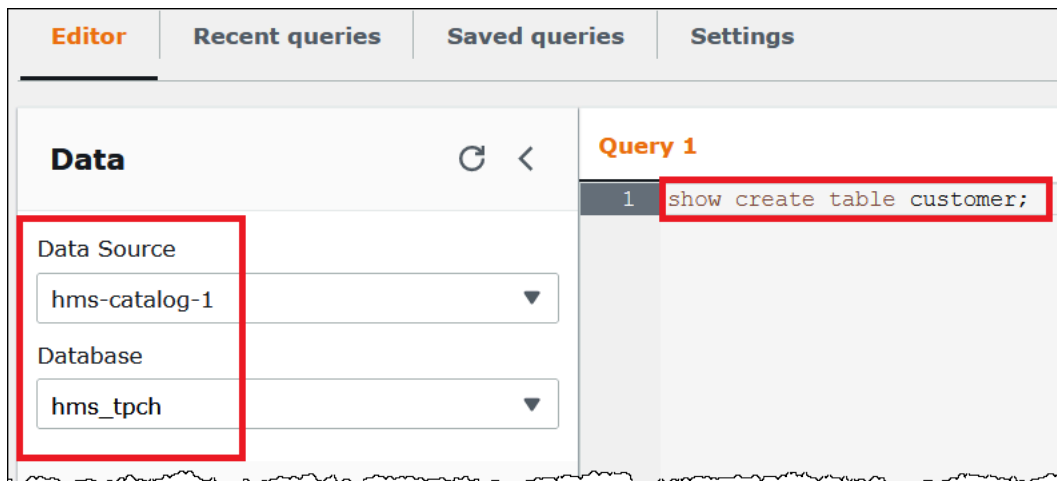 Editor Recent queries Saved queries Settings
Data
Query 1
1 show create table customer;
Data Source
hms-catalog-1
Database
hms_tpch